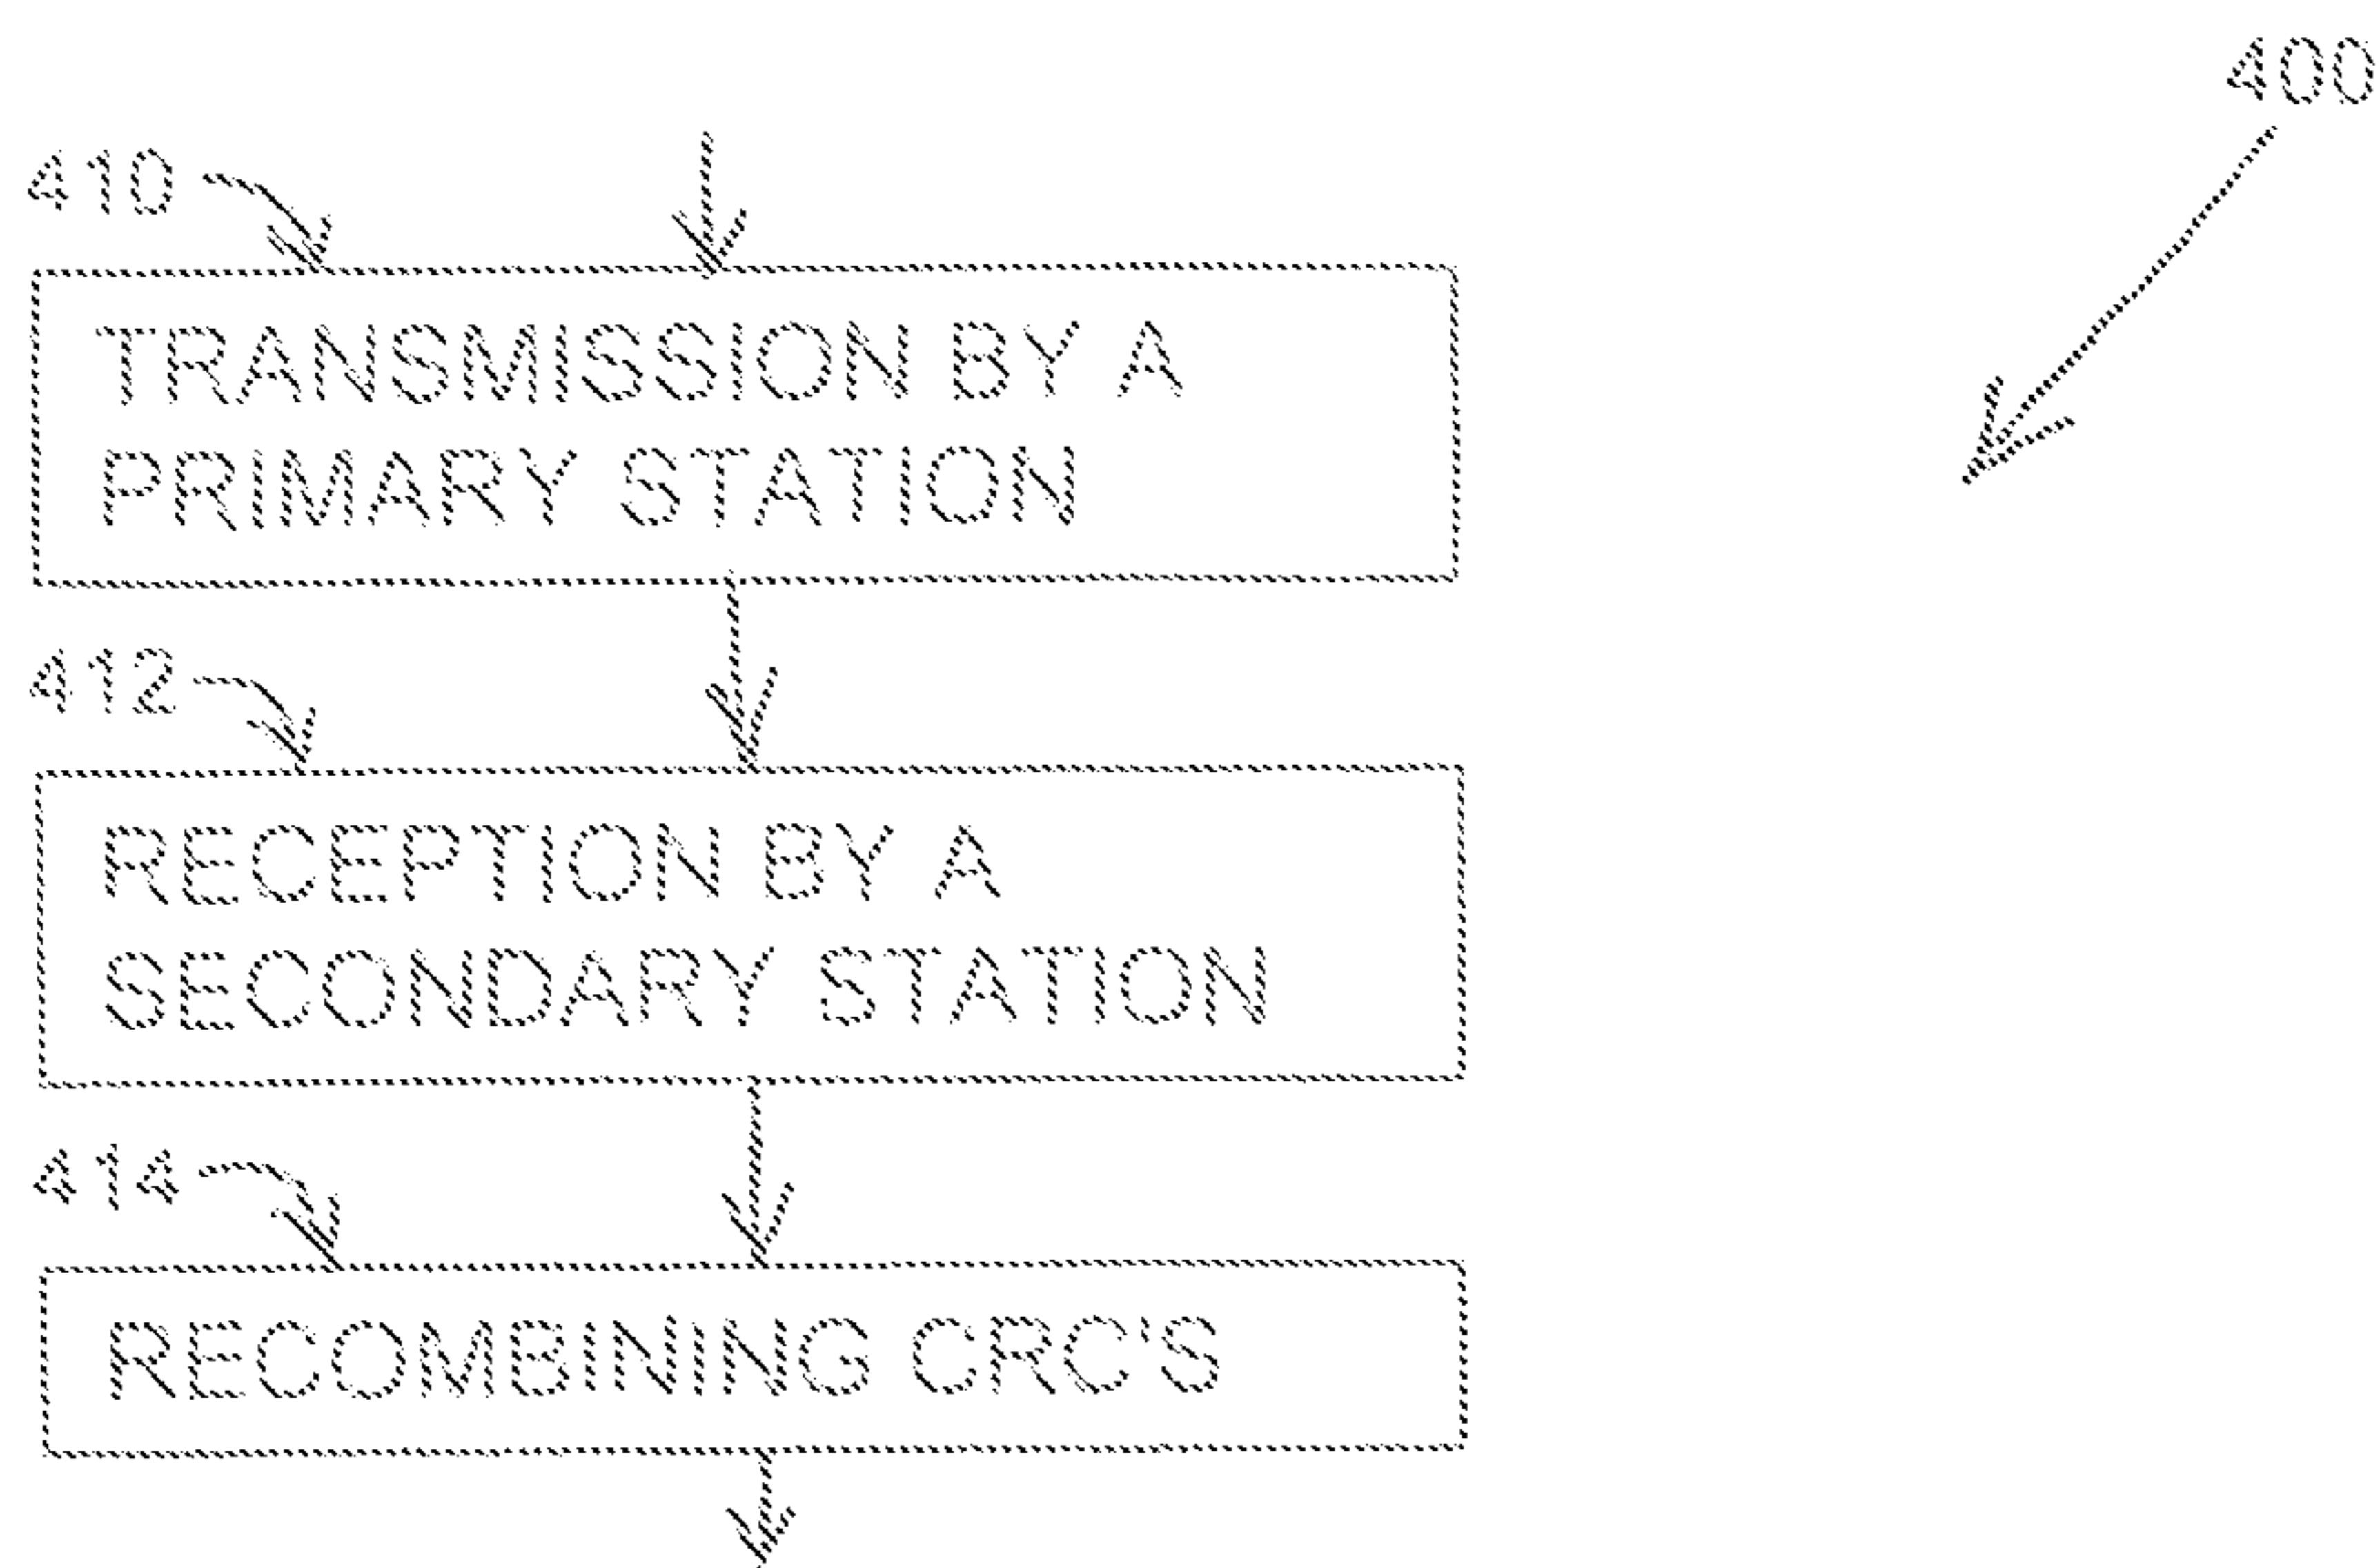 400
410
TRANSMISSION BY A
PRIMARY STATION
412
RECEPTION BY A
SECONDARY STATION
414
RECOMBINING CRC'S